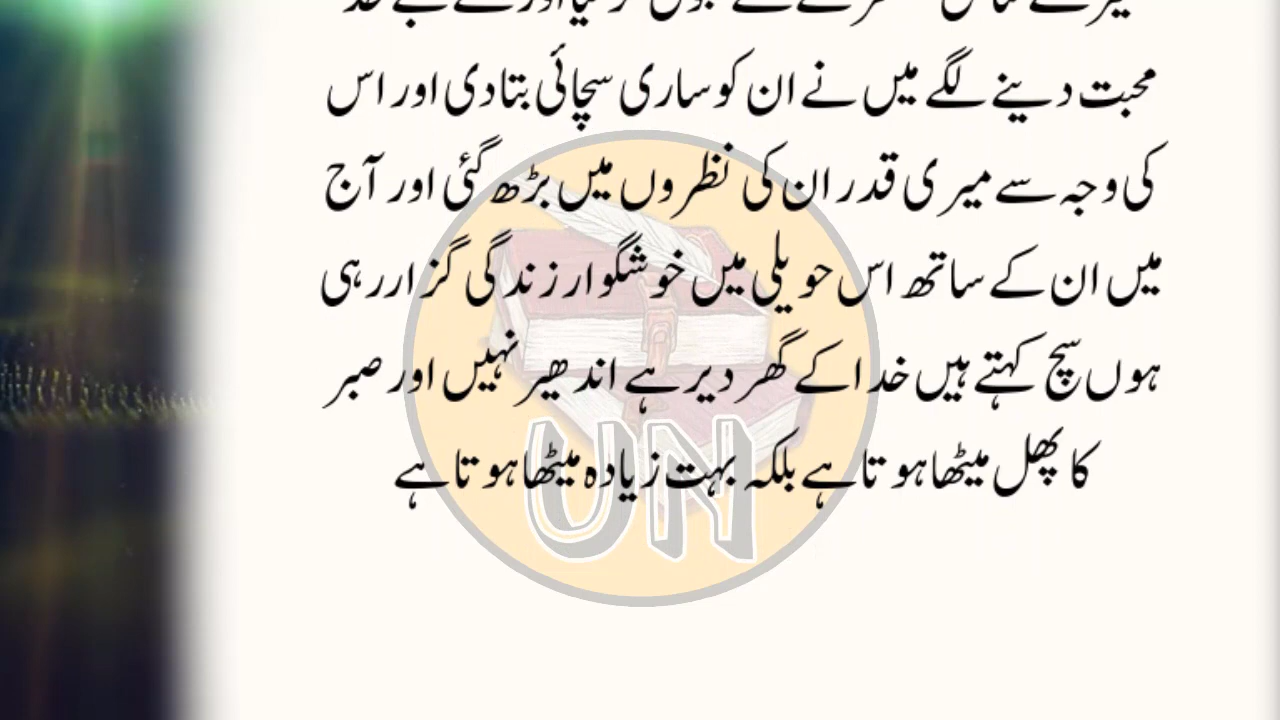 محبت دینے لگے میں نے ان کو ساری سچائی بتا دی اور اس
کی وجہ سے میری قدر ان کی نظروں میں بڑھ گئی اور آج
میں ان کے ساتھ اس حویلی میں خوشگوار زندگی گزار رہی
ہوں سچ کہتے ہیں خدا کے گھر دیر ہے اندھیر نہیں اور صبر
کا پھل میٹھا ہوتا ہے بلکہ بہت زیادہ میٹھا ہوتا ہے
UN